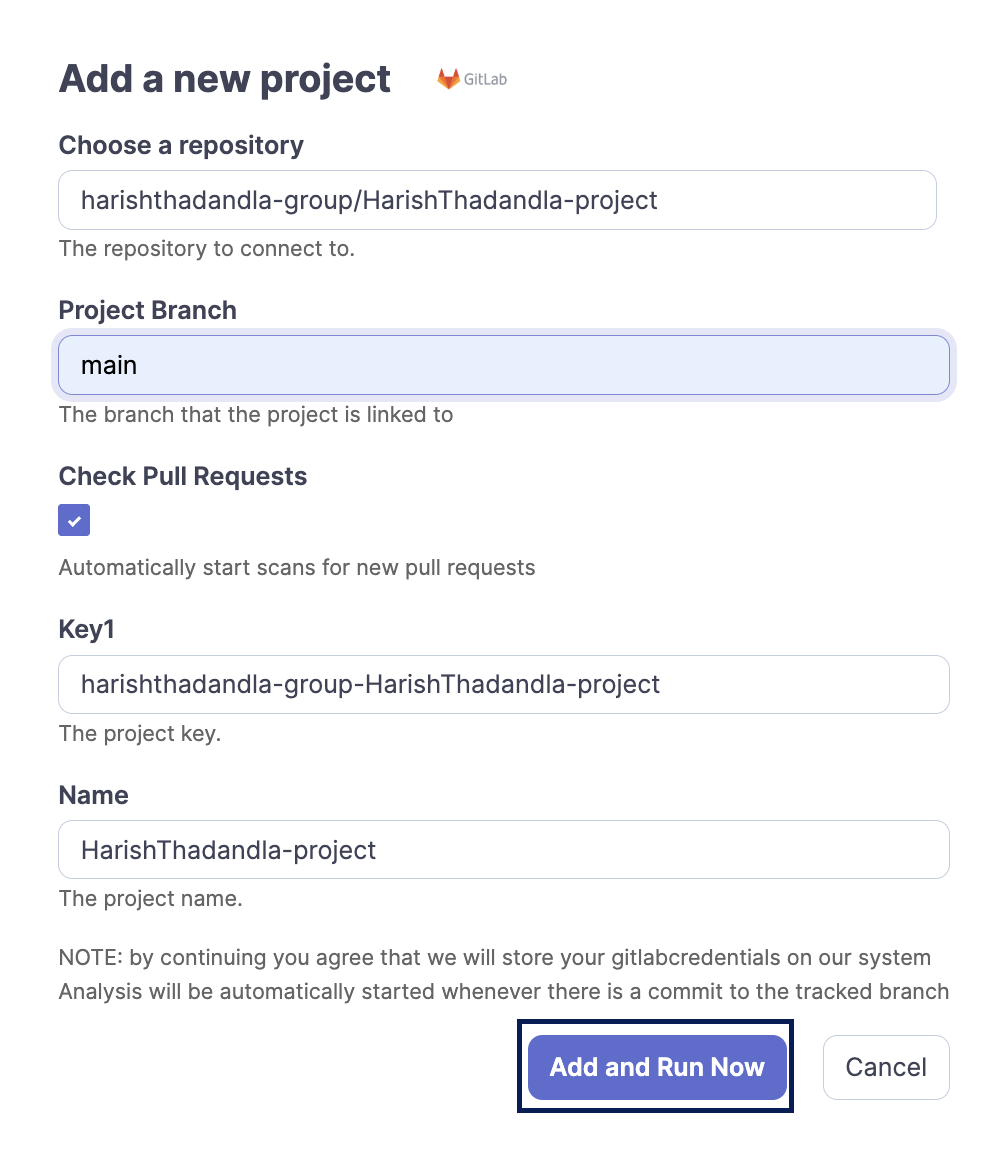 Add a new project
GitLab
Choose a repository
harishthadandla-group/HarishThadandla-project
The repository to connect to.
Project Branch
main
The branch that the project is linked to
Check Pull Requests
Automatically start scans for new pull requests
Key1
harishthadandla-group-HarishThadandla-project
The project key.
Name
HarishThadandla-project
The project name.
NOTE: by continuing you agree that we will store your gitlabcredentials on our system
Analysis will be automatically started whenever there is a commit to the tracked branch
Add and Run Now
Cancel